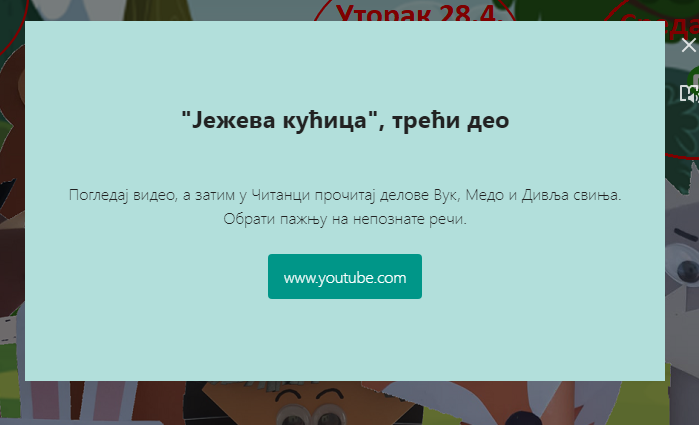 Уторак 28.4.
"Јежева кућица", трећи део
Погледај видео, а затим у Читанци прочитај делове Вук, Медо и Дивља свиња.
Обрати пажњу на непознате речи.
www.youtube.com